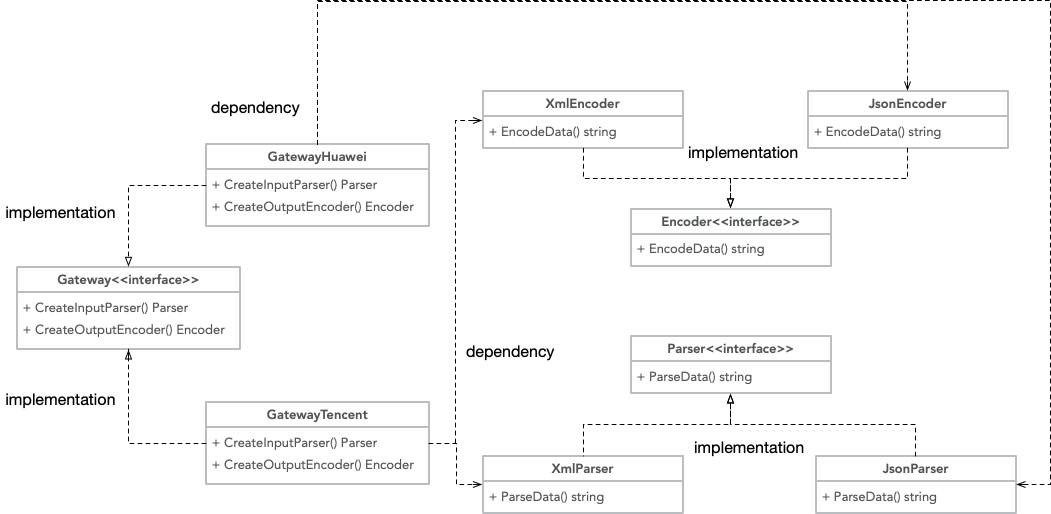 dependency
XmlEncoder
+ EncodeData() string
JsonEncoder
+ EncodeData() string
implementation
GatewayHuawei
+ CreateInputParser() Parser
+ CreateOutputEncoder() Encoder
implementation
Encoder<<interface>>
+ EncodeData() string
Gateway<<interface>>
+ CreateInputParser() Parser
+ CreateOutputEncoder() Encoder
dependency
Parser<<interface>>
+ ParseData() string
implementation
GatewayTencent
+ CreateInputParser() Parser
+ CreateOutputEncoder() Encoder
implementation
XmlParser
+ ParseData() string
JsonParser
+ ParseData() string